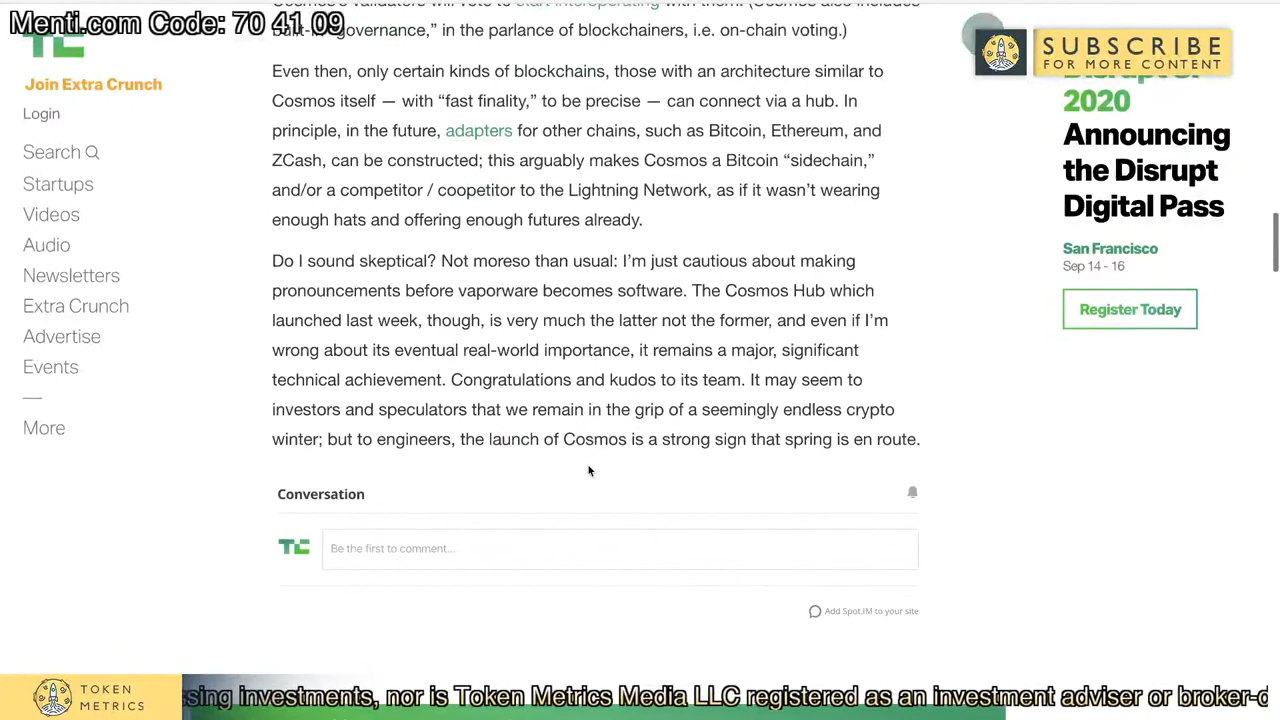 Menti.com Code: 70 41 09
TC
Join Extra Crunch
Login
Search
Startups
Videos
Audio
Newsletters
Extra Crunch
Advertise
Events
—
More
start interoperating with them. (Cosmos also includes
built-in "governance," in the parlance of blockchainers, i.e. on-chain voting.)
Even then, only certain kinds of blockchains, those with an architecture similar to
Cosmos itself — with “fast finality,” to be precise — can connect via a hub. In
principle, in the future, adapters for other chains, such as Bitcoin, Ethereum, and
ZCash, can be constructed; this arguably makes Cosmos a Bitcoin “sidechain,”
and/or a competitor / coopetitor to the Lightning Network, as if it wasn’t wearing
enough hats and offering enough futures already.
Do I sound skeptical? Not moreso than usual: I’m just cautious about making
pronouncements before vaporware becomes software. The Cosmos Hub which
launched last week, though, is very much the latter not the former, and even if I’m
wrong about its eventual real-world importance, it remains a major, significant
technical achievement. Congratulations and kudos to its team. It may seem to
investors and speculators that we remain in the grip of a seemingly endless crypto
winter; but to engineers, the launch of Cosmos is a strong sign that spring is en route.
Conversation
TC
Be the first to comment...
Add Spot.IM to your site
SUBSCRIBE
FOR MORE CONTENT
2020
Announcing
the Disrupt
Digital Pass
San Francisco
Sep 14 - 16
Register Today
TOKEN
METRICS
ssing investments, nor is Token Metrics Media LLC registered as an investment adviser or broker-d